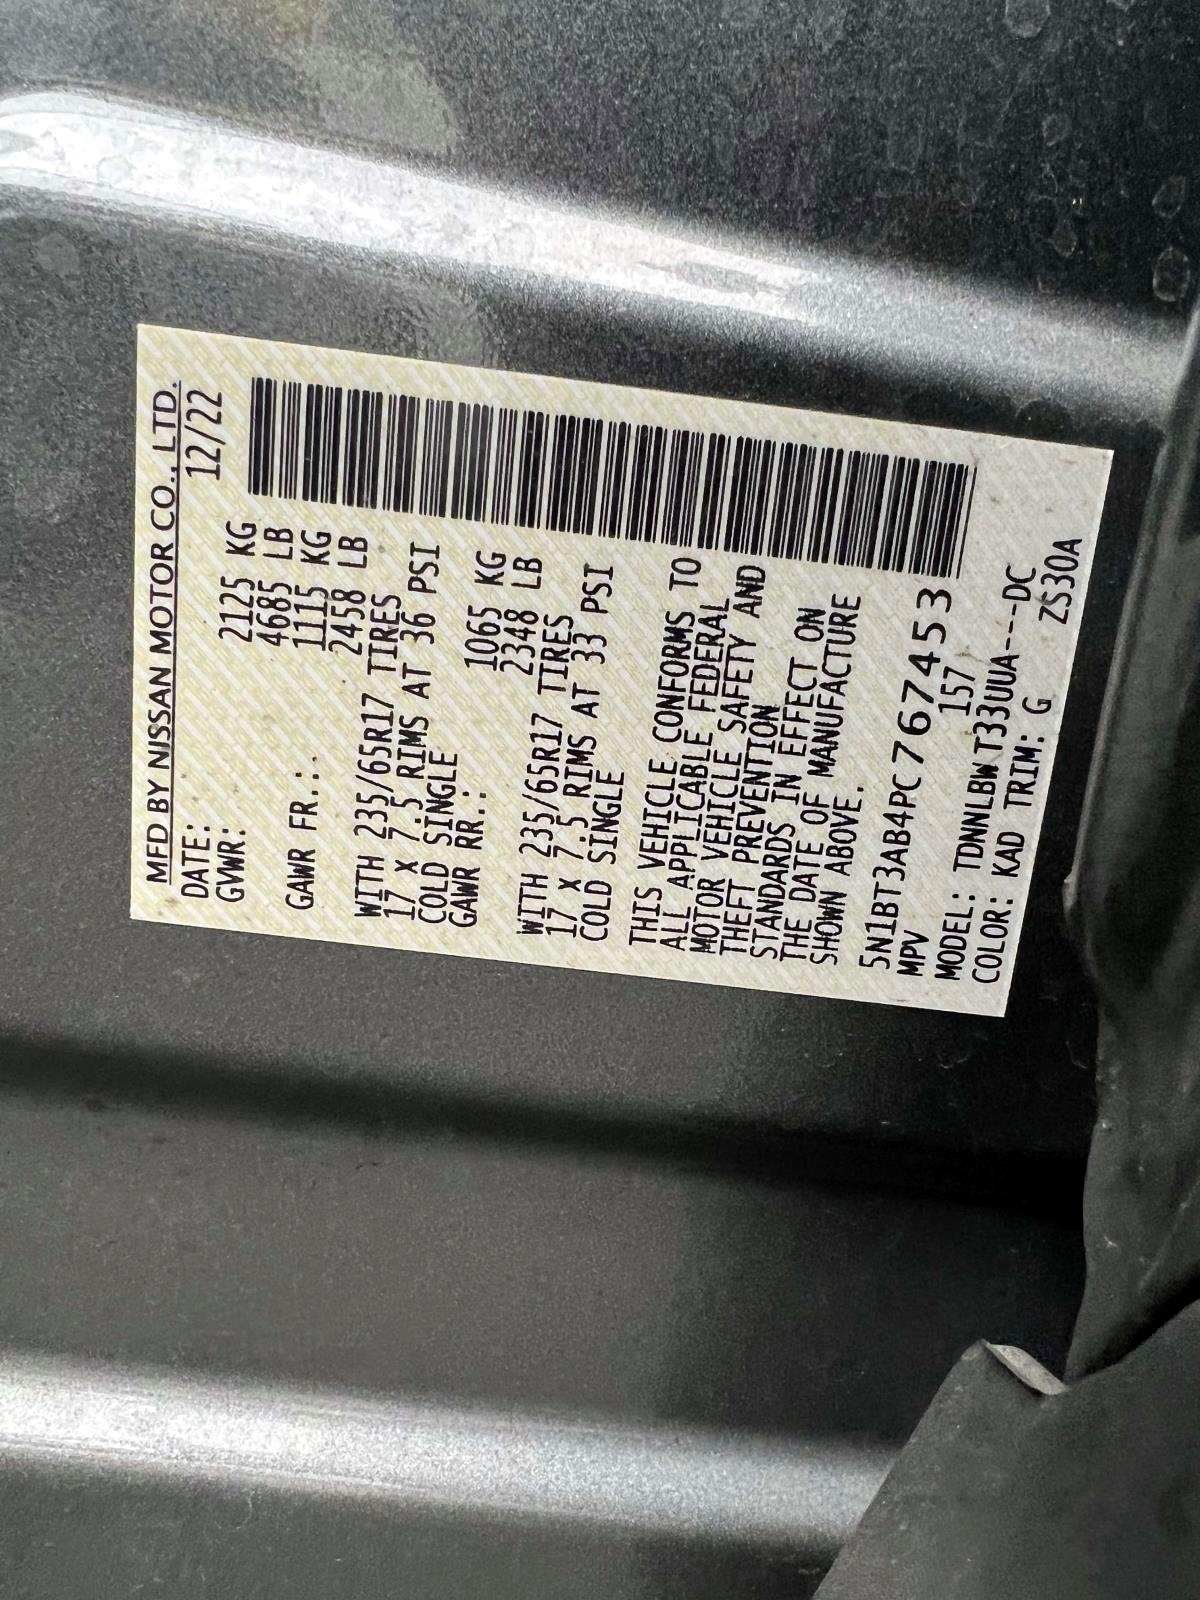 MFD BY NISSAN MOTOR CO., LTD.
DATE: 12/22
GVWR: 2125 KG
4685 LB
GAWR FR.: 1115 KG
2458 LB
WITH 235/65R17 TIRES
17 X 7.5 RIMS AT 36 PSI
COLD SINGLE
GAWR RR.: 1065 KG
2348 LB
WITH 235/65R17 TIRES
17 X 7.5 RIMS AT 33 PSI
COLD SINGLE
THIS VEHICLE CONFORMS TO
ALL APPLICABLE FEDERAL
MOTOR VEHICLE SAFETY AND
THEFT PREVENTION
STANDARDS IN EFFECT ON
THE DATE OF MANUFACTURE
SHOWN ABOVE.
5N1BT3AB4PC767453
MPV 157
MODEL: TDNNLBWT33UUA---DC
COLOR: KAD TRIM: G ZS30A